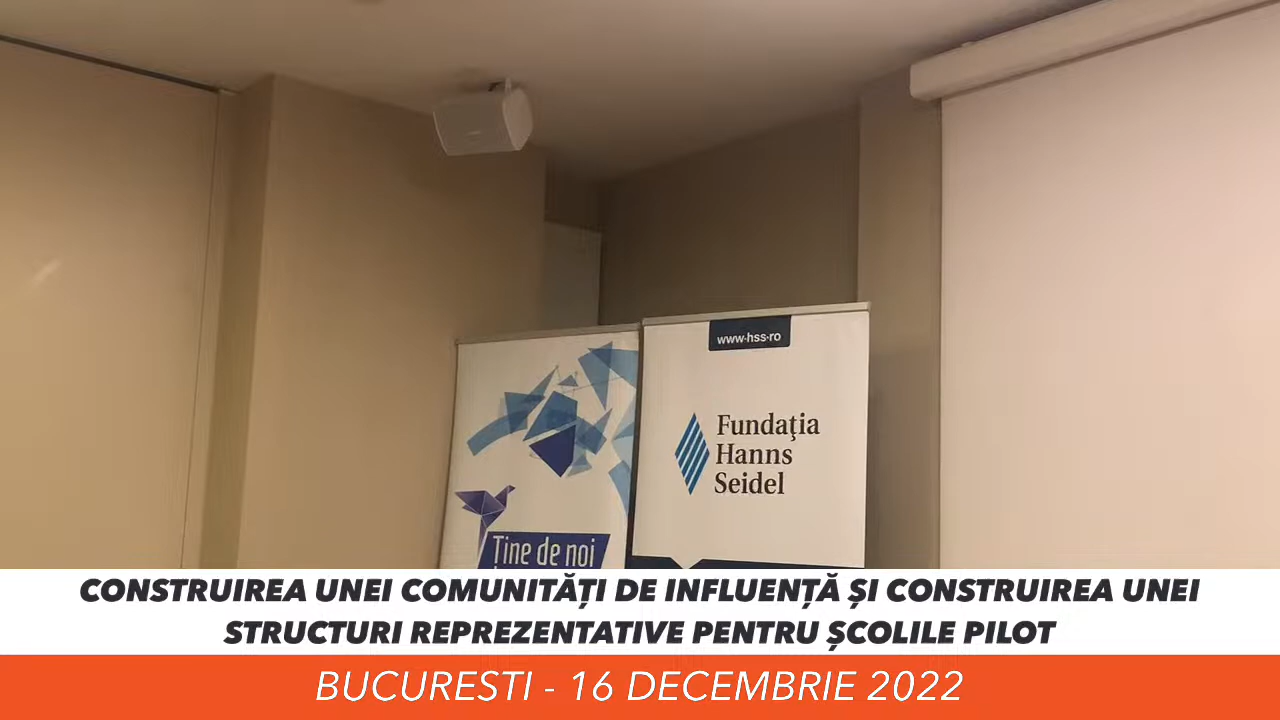 www.hss.ro
Fundaţia
Hanns
Seidel
Ține de noi
CONSTRUIREA UNEI COMUNITĂȚI DE INFLUENȚĂ ȘI CONSTRUIREA UNEI
STRUCTURI REPREZENTATIVE PENTRU ȘCOLILE PILOT
BUCURESTI - 16 DECEMBRIE 2022